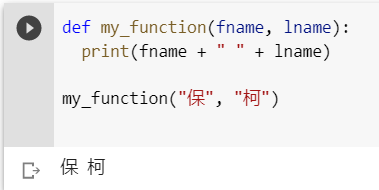 def my_function(fname, lname):
  print(fname + " " + lname)

my_function("保", "柯")
保 柯